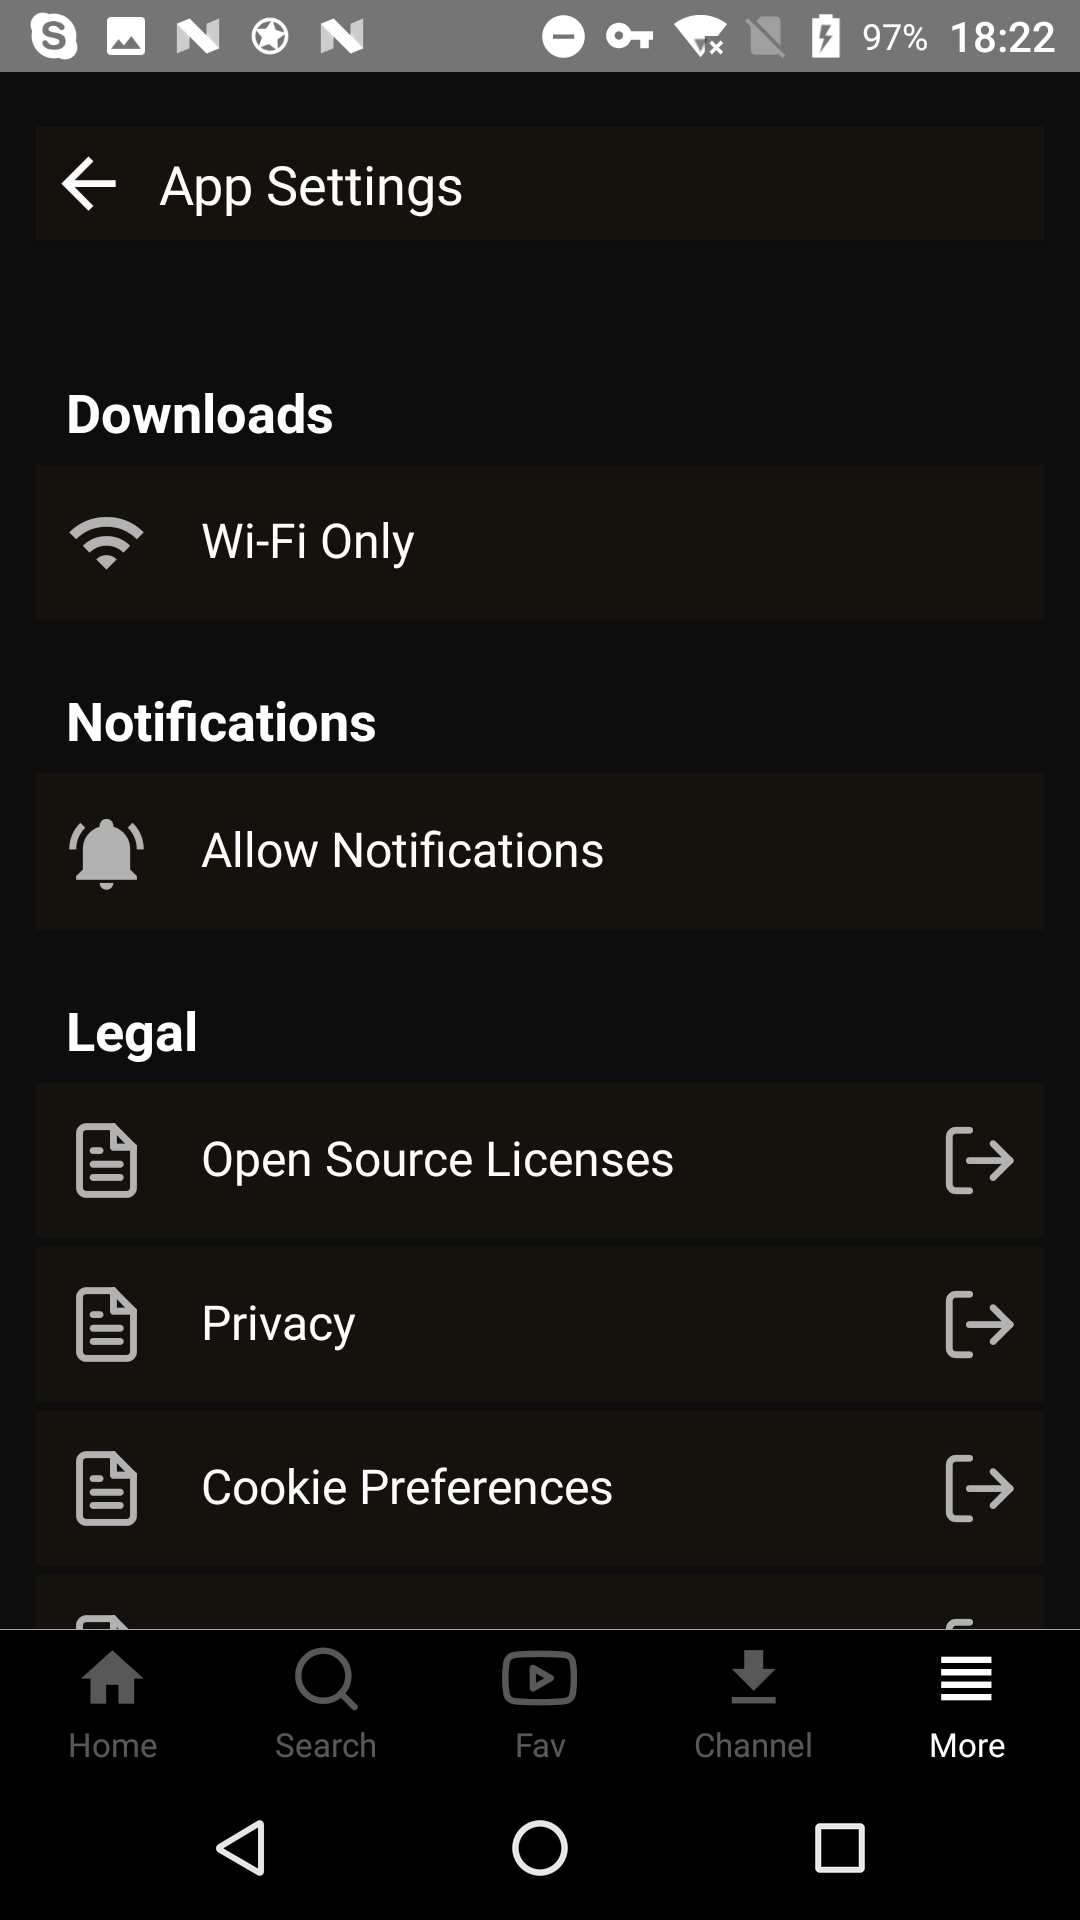 97% 18:22
App Settings
Downloads
Wi-Fi Only
Notifications
Allow Notifications
Legal
Open Source Licenses
Privacy
Cookie Preferences
Home Search Fav Channel More